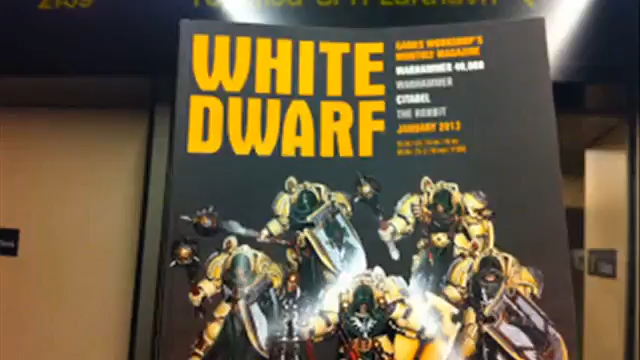 WHITE
DWARF
GAMES WORKSHOP'S
MONTHLY MAGAZINE
WARHAMMER 40,000
WARHAMMER
CITADEL
THE HOBBIT
JANUARY 2013